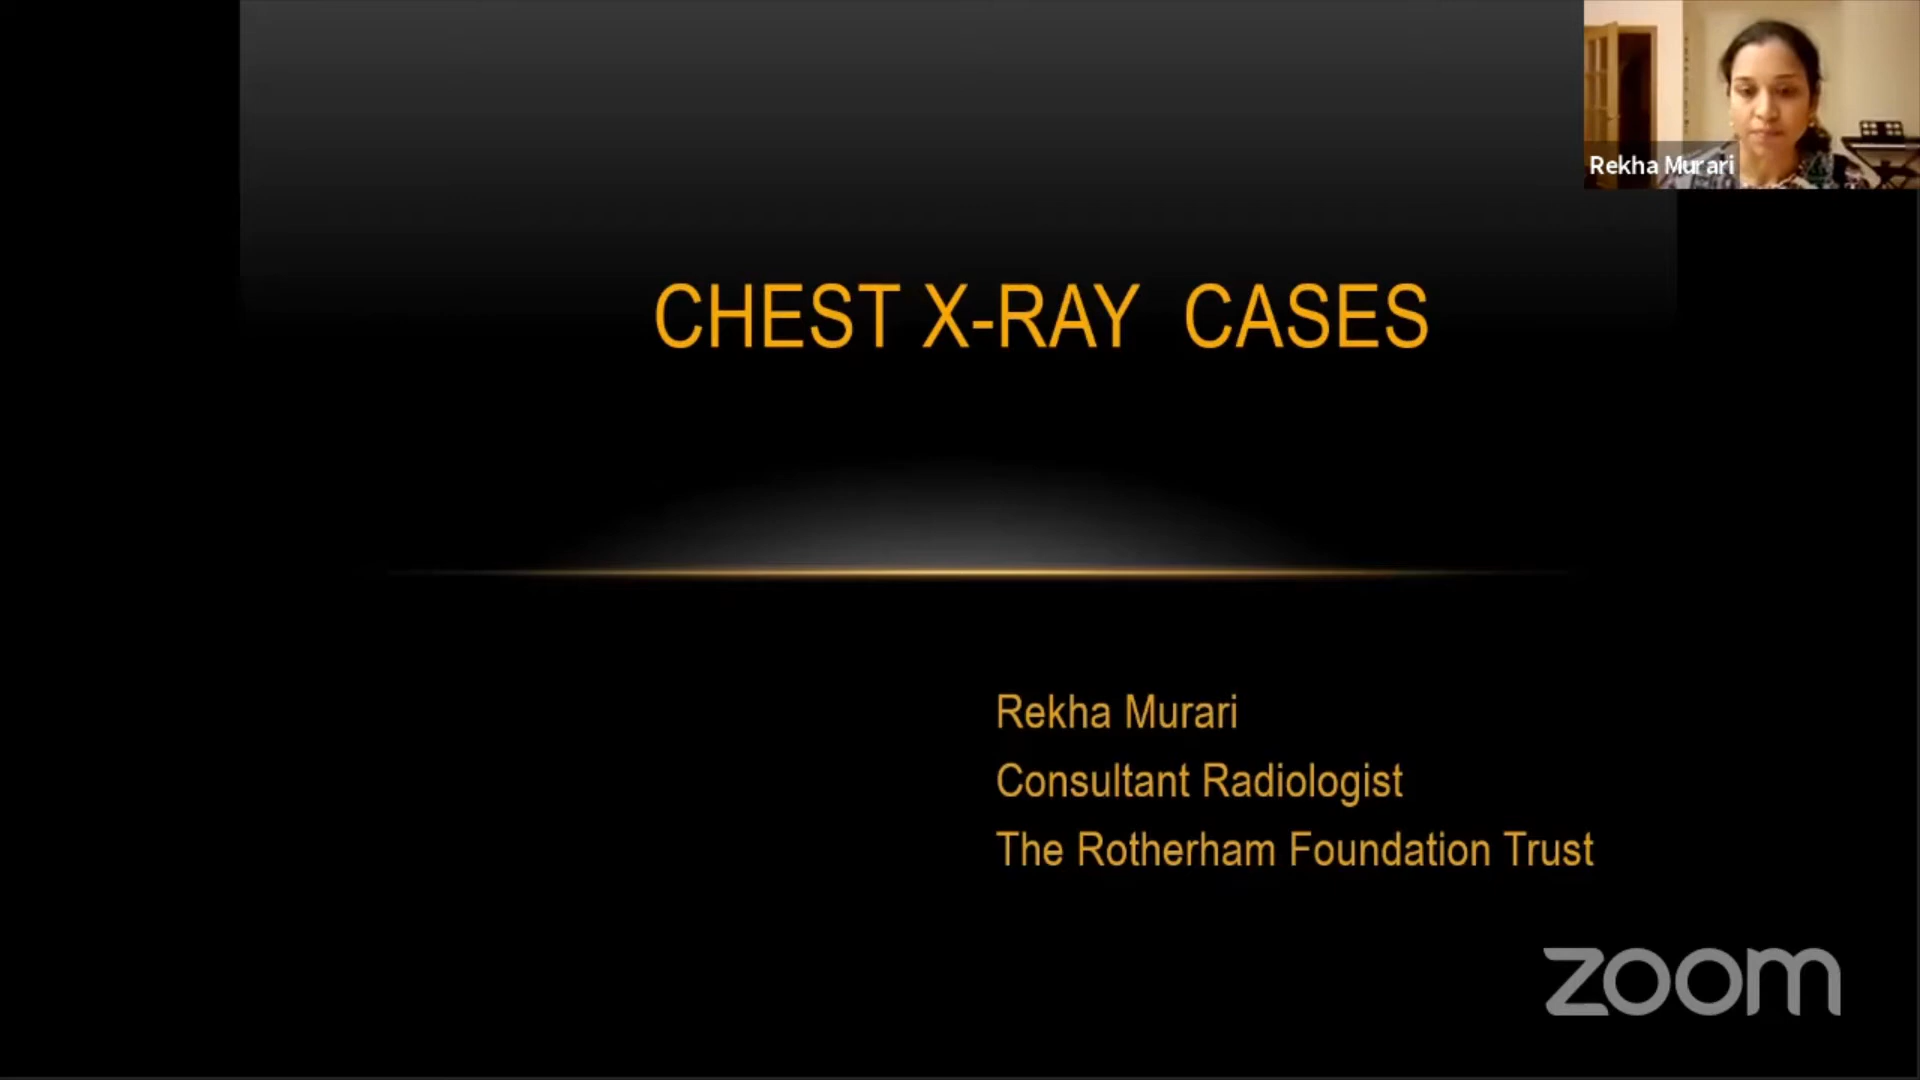 Rekha Murari
CHEST X-RAY CASES
Rekha Murari
Consultant Radiologist
The Rotherham Foundation Trust
zoom